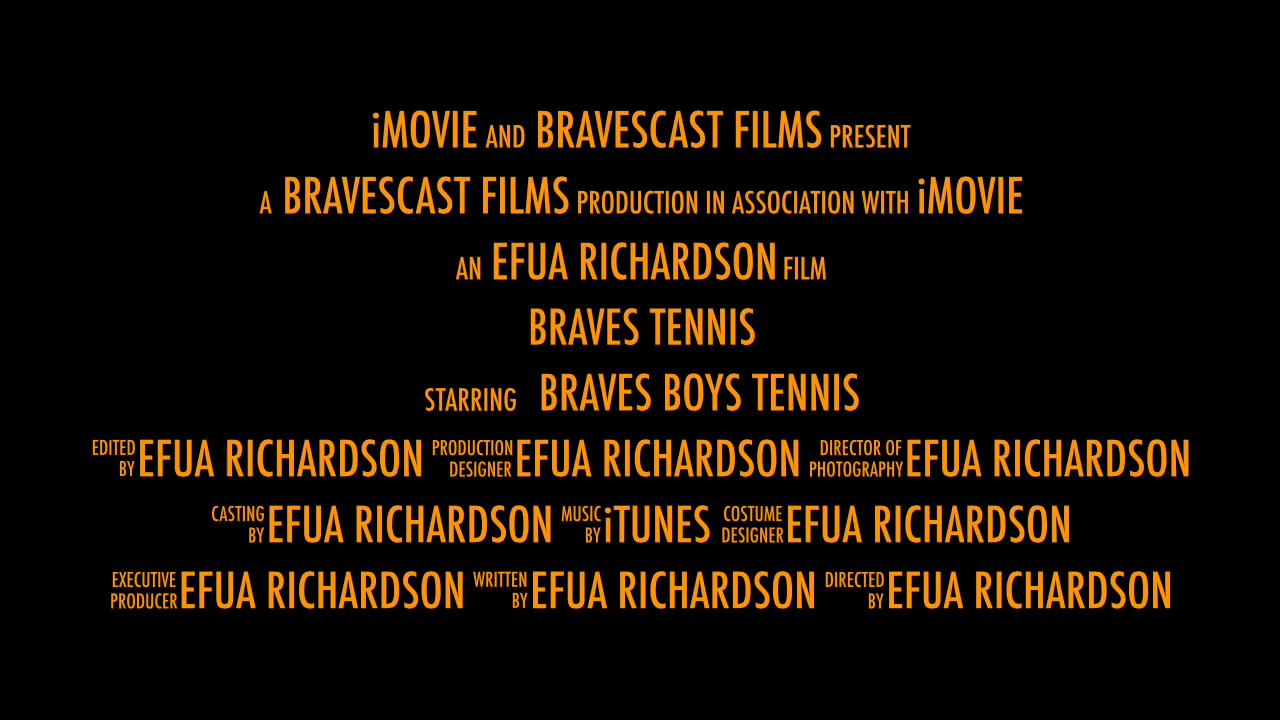 iMOVIE AND BRAVESCAST FILMS PRESENT
A BRAVESCAST FILMS PRODUCTION IN ASSOCIATION WITH iMOVIE
AN EFUA RICHARDSON FILM
BRAVES TENNIS
STARRING BRAVES BOYS TENNIS
EDITED BY EFUA RICHARDSON PRODUCTION DESIGNER EFUA RICHARDSON DIRECTOR OF PHOTOGRAPHY EFUA RICHARDSON
CASTING BY EFUA RICHARDSON MUSIC BY iTUNES COSTUME DESIGNER EFUA RICHARDSON
EXECUTIVE PRODUCER EFUA RICHARDSON WRITTEN BY EFUA RICHARDSON DIRECTED BY EFUA RICHARDSON